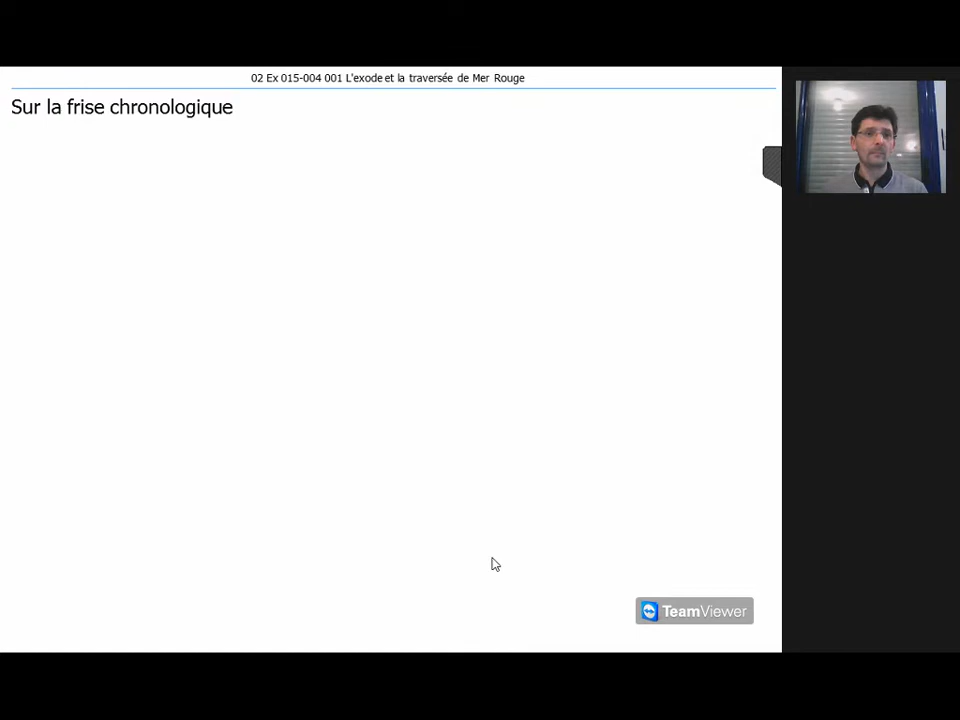 02 Ex 015-004 001 L'exode et la traversée de Mer Rouge
Sur la frise chronologique
TeamViewer